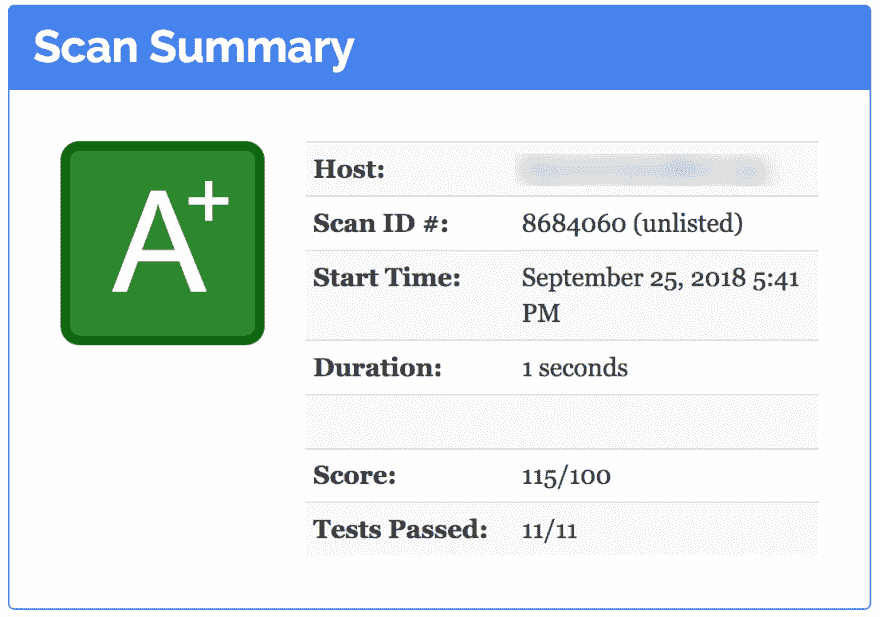 Scan Summary
A+
Host:
Scan ID #: 8684060 (unlisted)
Start Time: September 25, 2018 5:41
PM
Duration: 1 seconds
Score: 115/100
Tests Passed: 11/11